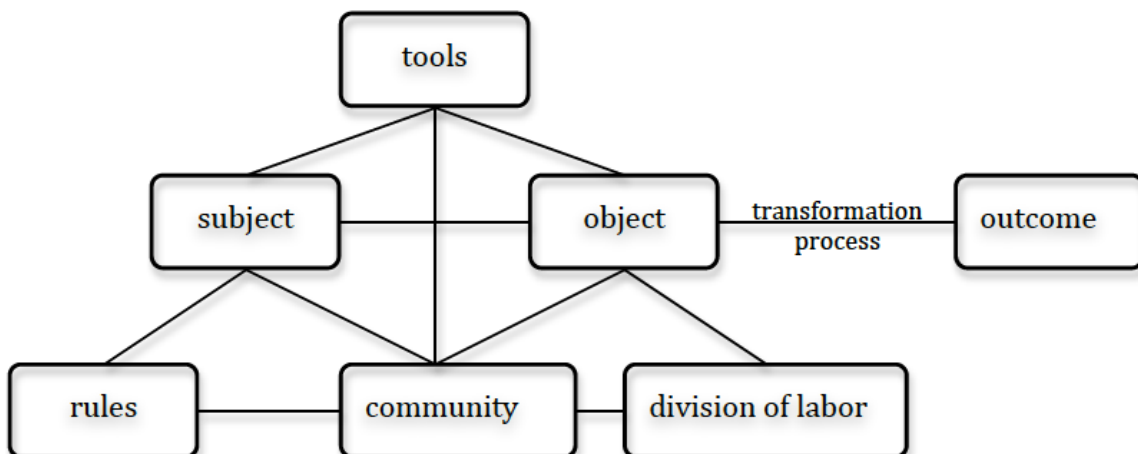 tools
subject
object
transformation
process
outcome
rules
community
division of labor